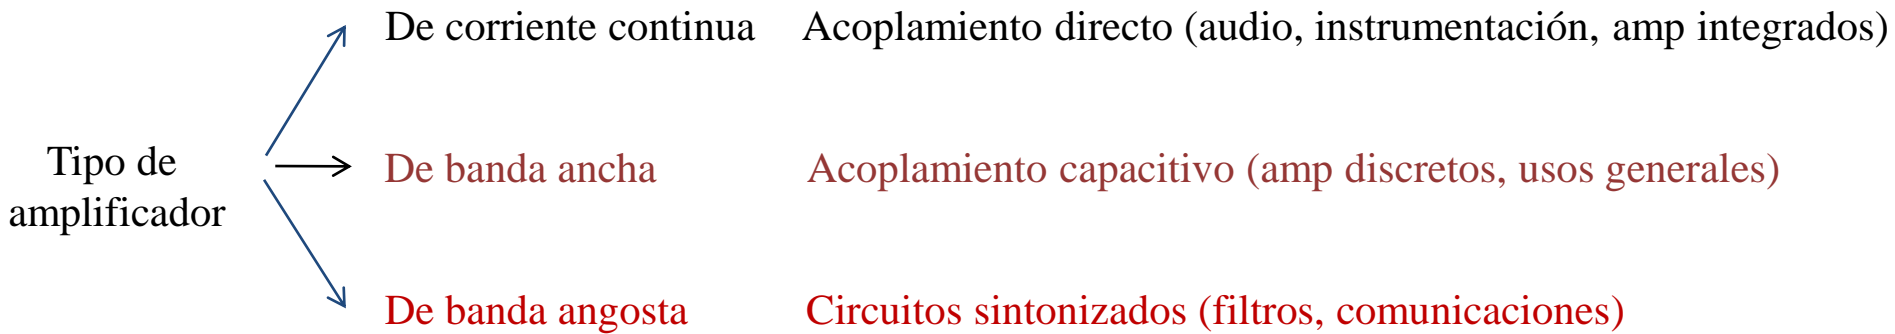 De corriente continua Acoplamiento directo (audio, instrumentación, amp integrados)
Tipo de
amplificador
De banda ancha Acoplamiento capacitivo (amp discretos, usos generales)
De banda angosta Circuitos sintonizados (filtros, comunicaciones)